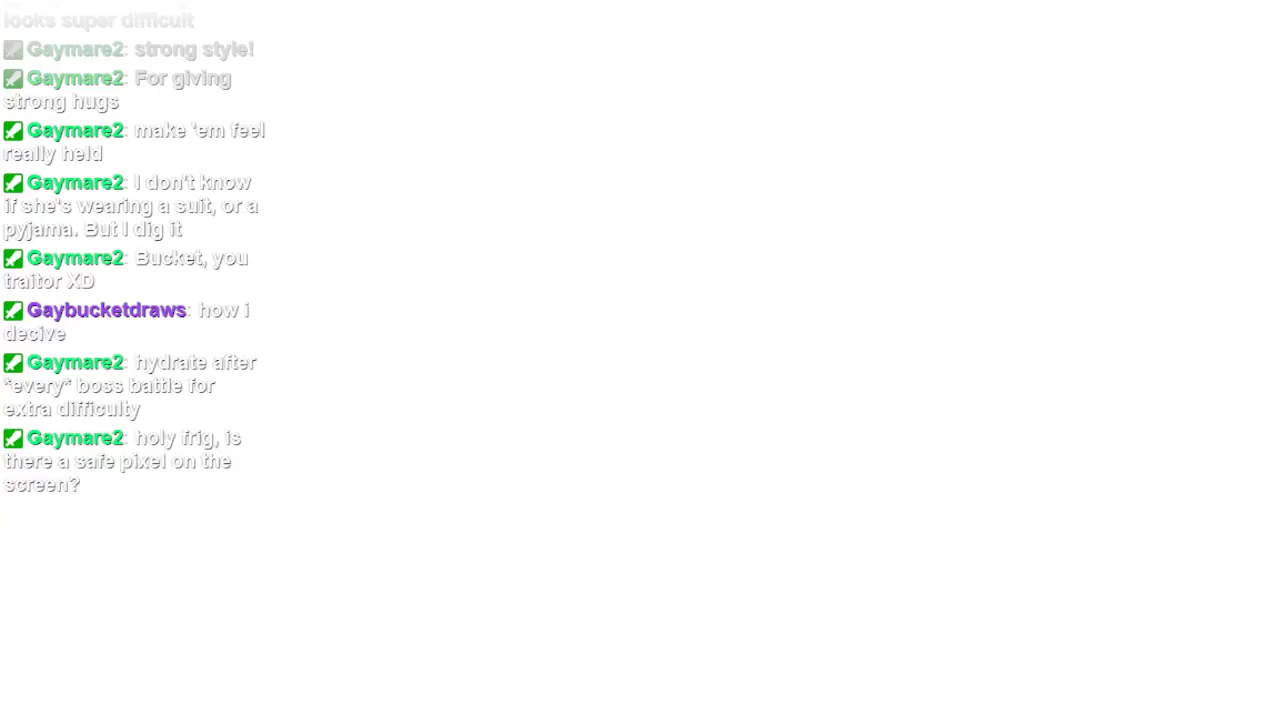 looks super difficult
Gaymare2: strong style!
Gaymare2: For giving
strong hugs
Gaymare2: make 'em feel
really held
Gaymare2: I don't know
if she's wearing a suit, or a
pyjama. But I dig it
Gaymare2: Bucket, you
traitor XD
Gaybucketdraws: how i
decive
Gaymare2: hydrate after
*every* boss battle for
extra difficulty
Gaymare2: holy frig, is
there a safe pixel on the
screen?